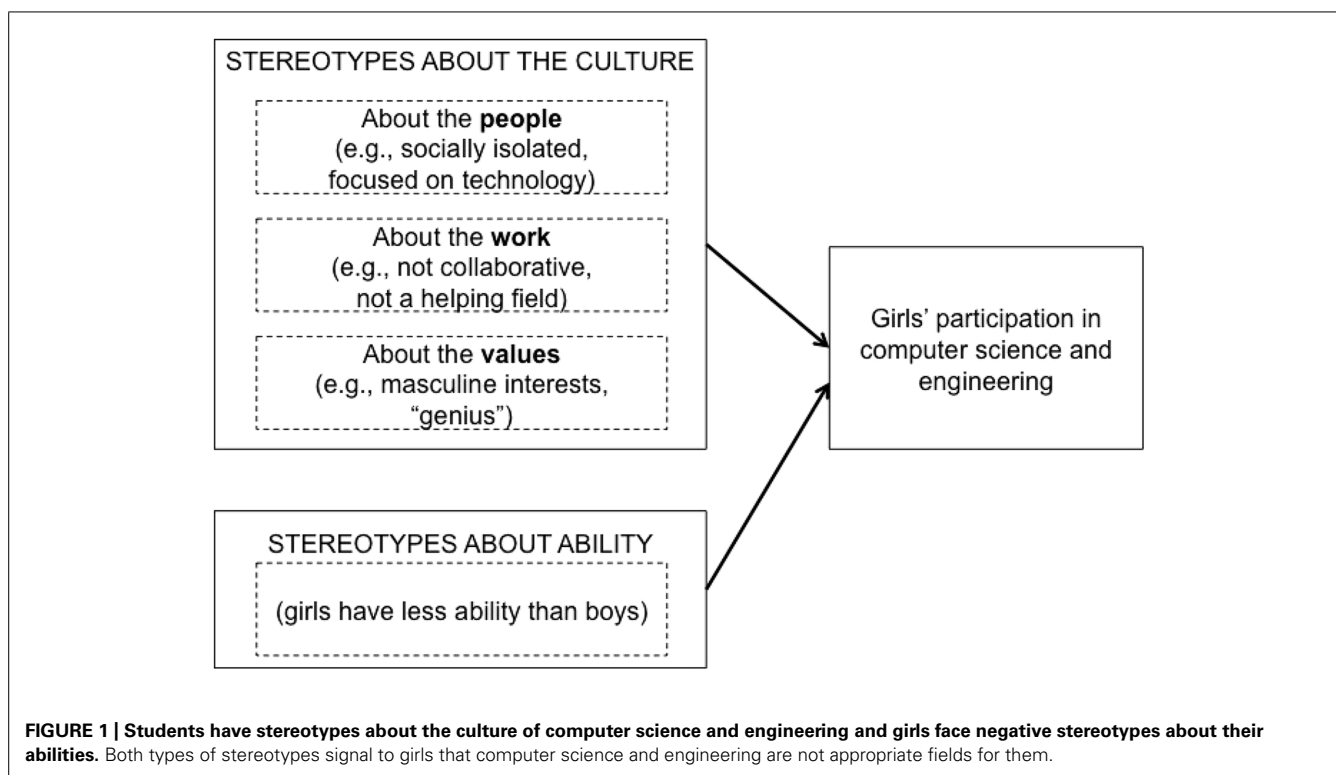 STEREOTYPES ABOUT THE CULTURE
About the people
(e.g., socially isolated,
focused on technology)
About the work
(e.g., not collaborative,
not a helping field)
About the values
(e.g., masculine interests,
“genius”)
Girls’ participation in
computer science and
engineering
STEREOTYPES ABOUT ABILITY
(girls have less ability than boys)
FIGURE 1 | Students have stereotypes about the culture of computer science and engineering and girls face negative stereotypes about their
abilities. Both types of stereotypes signal to girls that computer science and engineering are not appropriate fields for them.